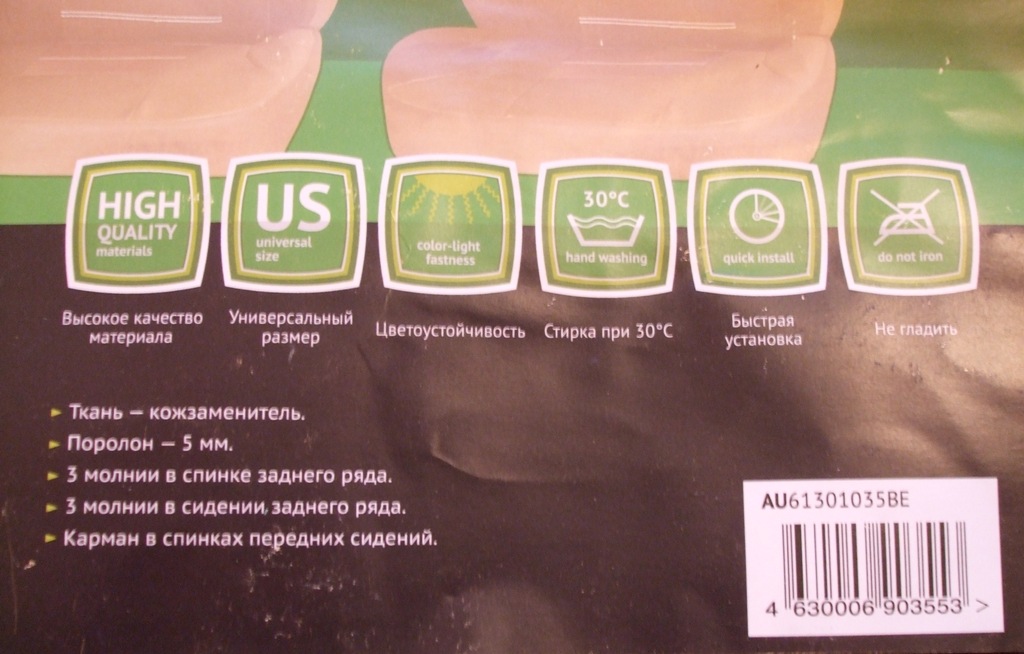 HIGH
QUALITY
materials
US
universal
size
color-light
fastness
30°C
hand washing
quick install
do not iron
Высокое качество
материала
Универсальный
размер
Цветоустойчивость
Стирка при 30°C
Быстрая
установка
Не гладить
► Ткань — кожзаменитель.
► Поролон — 5 мм.
► 3 молнии в спинке заднего ряда.
► 3 молнии в сидении заднего ряда.
► Карман в спинках передних сидений.
AU61301035BE
4 630006 903553 >